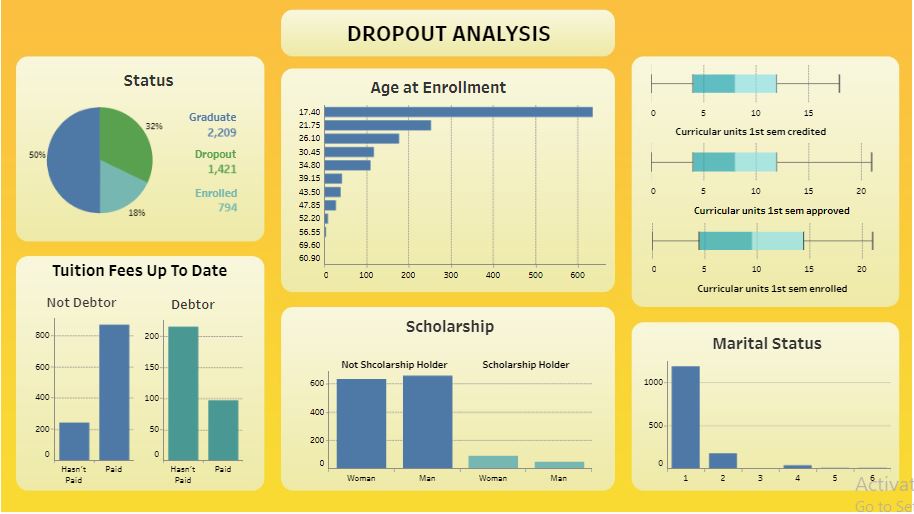 DROPOUT ANALYSIS
Status
50%
32%
18%
Graduate
2,209
Dropout
1,421
Enrolled
794
Tuition Fees Up To Date
Not Debtor
Debtor
800
600
400
200
0
Hasn't
Paid
Paid
200
150
100
50
0
Hasn't
Paid
Paid
Age at Enrollment
17.40
21.75
26.10
30.45
34.80
39.15
43.50
47.85
52.20
56.55
69.60
60.90
0 100 200 300 400 500 600
Scholarship
Not Shcolarship Holder
Scholarship Holder
600
400
200
0
Woman Man Woman Man
0 5 10 15
Curricular units 1st sem credited
0 5 10 15 20
Curricular units 1st sem approved
0 5 10 15 20
Curricular units 1st sem enrolled
Marital Status
1000
500
0
1 2 3 4 5 6
Activat
Go to Se